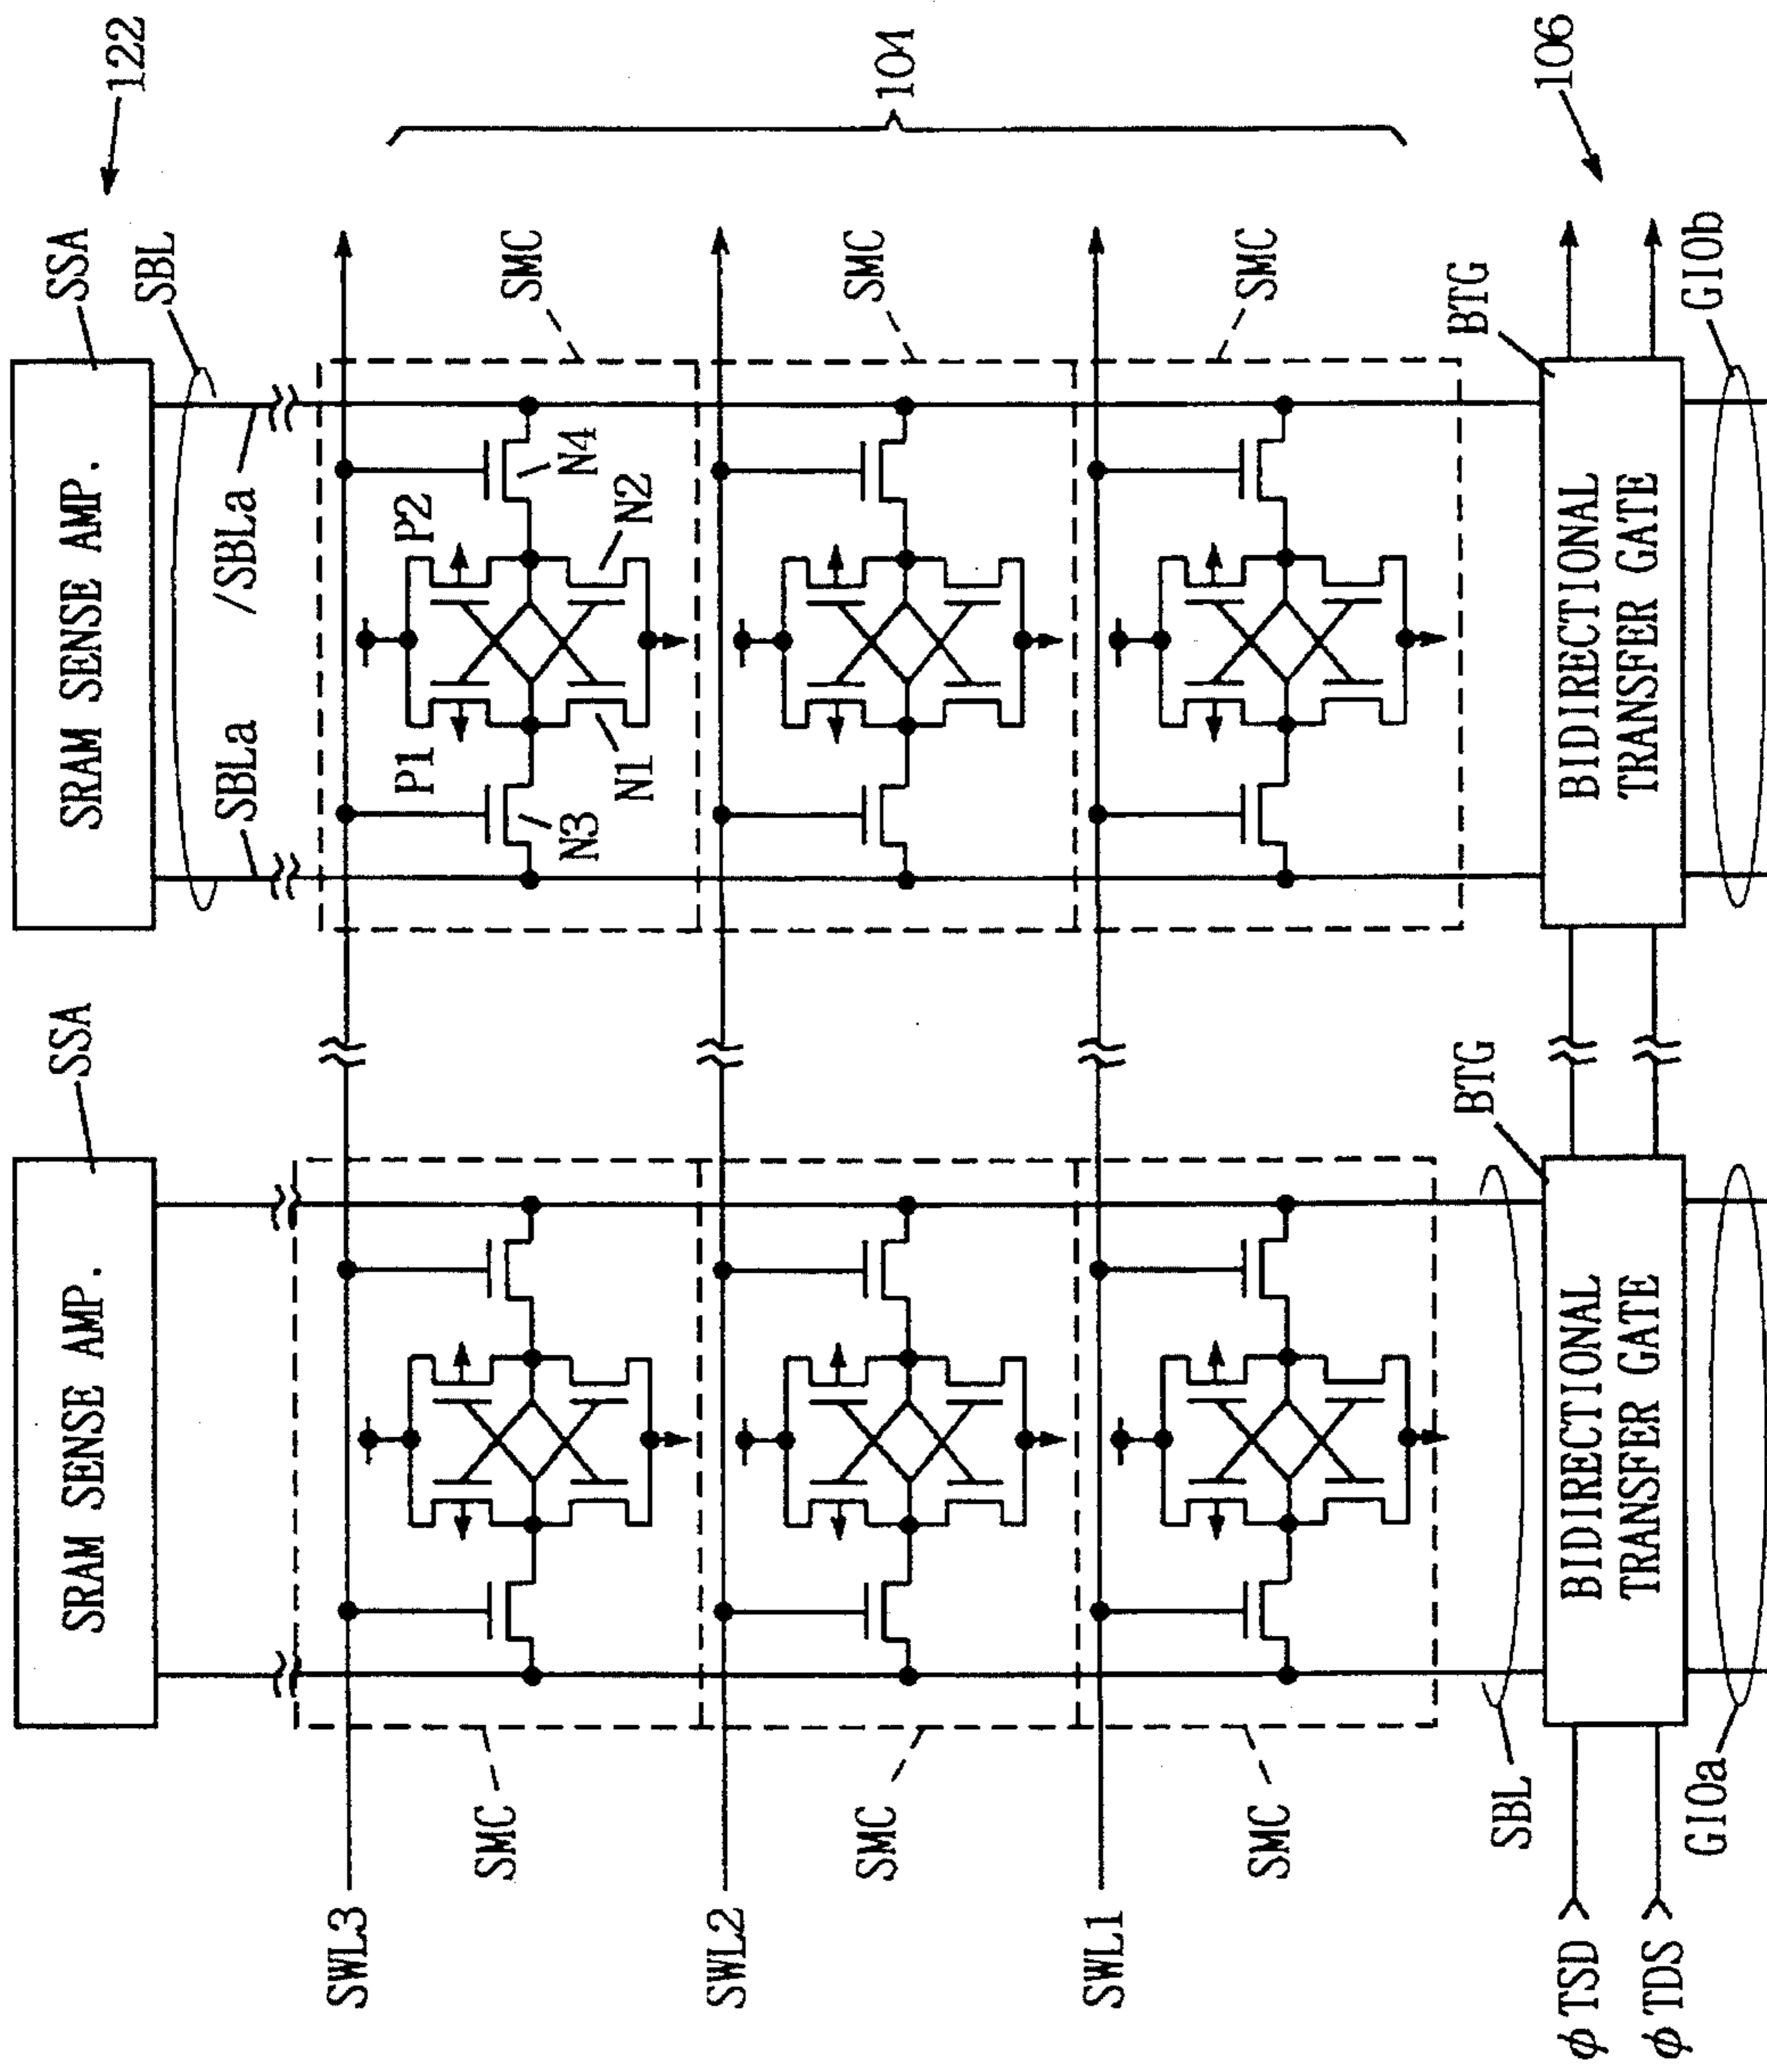 122
SSA
SSA
SRAM SENSE AMP.
SRAM SENSE AMP.
SBL
SBLa
/SBLa
SWL3
SMC
SMC
P1
P2
N3
N4
N1
N2
104
SWL2
SMC
SMC
SWL1
SMC
SMC
SBL
BTG
BTG
106
φTSD
φTDS
BIDIRECTIONAL
TRANSFER GATE
BIDIRECTIONAL
TRANSFER GATE
GIOa
GIOb